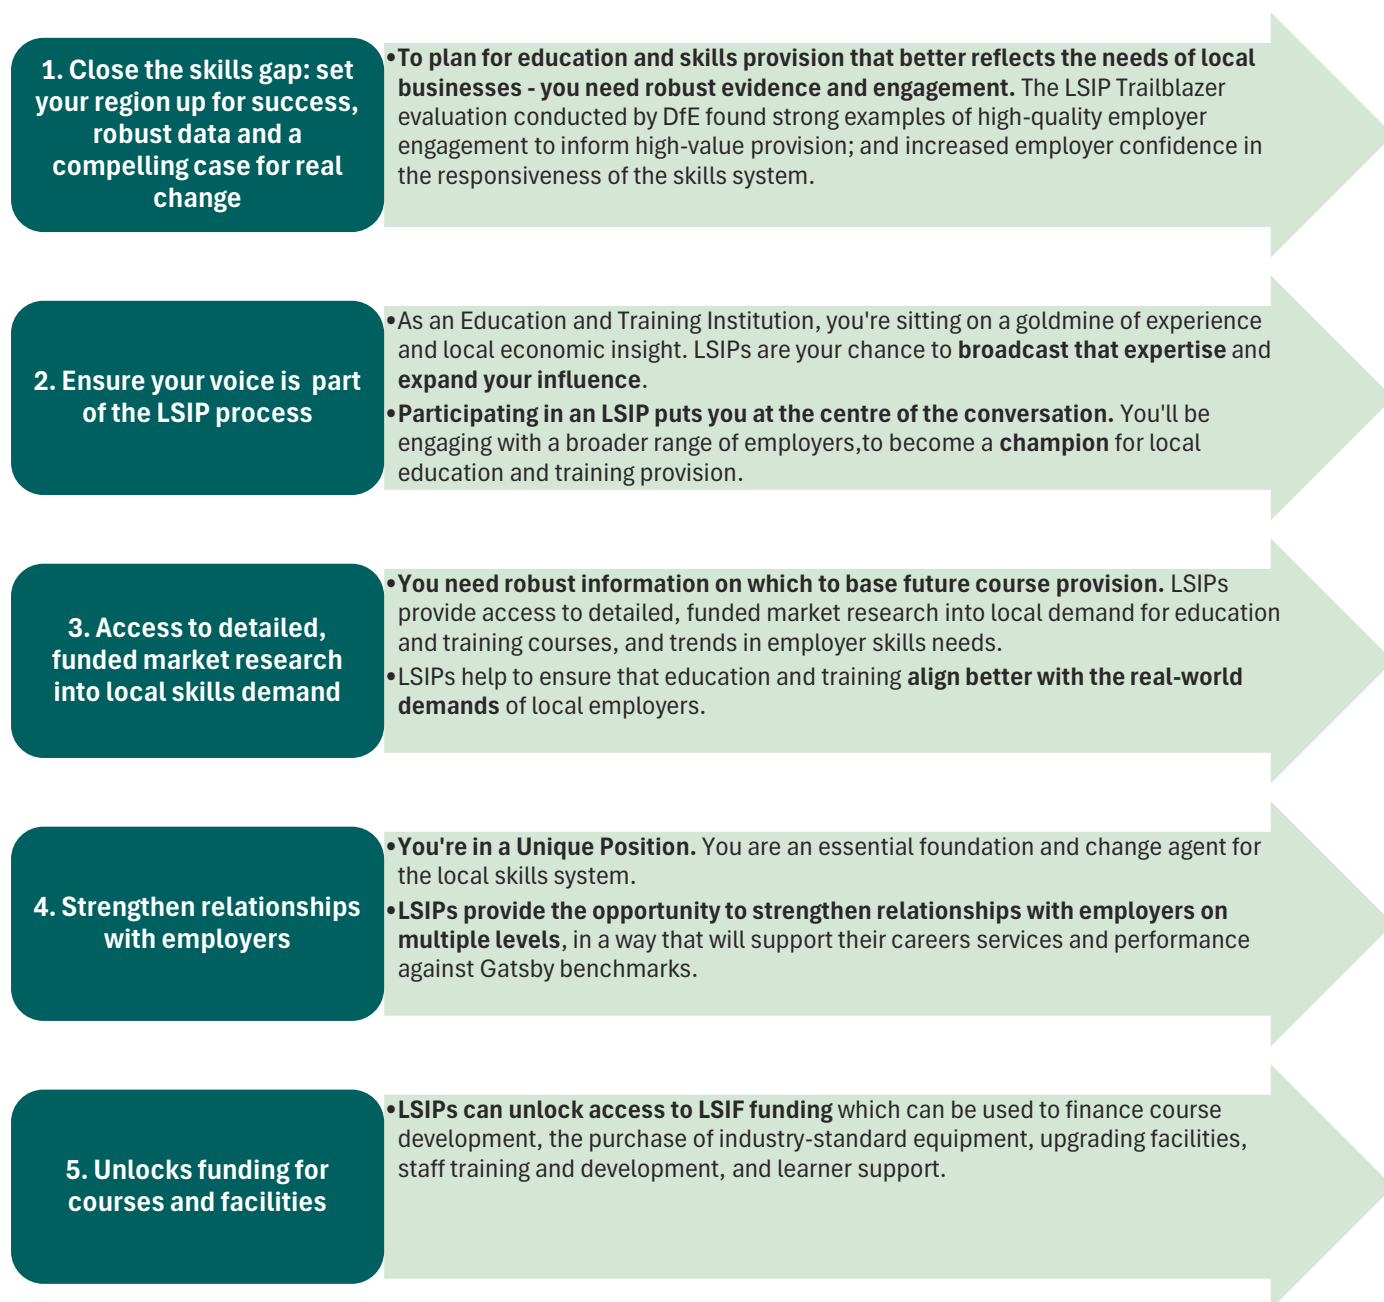 1. Close the skills gap: set
your region up for success,
robust data and a
compelling case for real
change
•To plan for education and skills provision that better reflects the needs of local
businesses - you need robust evidence and engagement. The LSIP Trailblazer
evaluation conducted by DfE found strong examples of high-quality employer
engagement to inform high-value provision; and increased employer confidence in
the responsiveness of the skills system.
2. Ensure your voice is  part
of the LSIP process
•As an Education and Training Institution, you're sitting on a goldmine of experience
and local economic insight. LSIPs are your chance to broadcast that expertise and
expand your influence.
•Participating in an LSIP puts you at the centre of the conversation. You'll be
engaging with a broader range of employers,to become a champion for local
education and training provision.
3. Access to detailed,
funded market research
into local skills demand
•You need robust information on which to base future course provision. LSIPs
provide access to detailed, funded market research into local demand for education
and training courses, and trends in employer skills needs.
•LSIPs help to ensure that education and training align better with the real-world
demands of local employers.
4. Strengthen relationships
with employers
•You're in a Unique Position. You are an essential foundation and change agent for
the local skills system.
•LSIPs provide the opportunity to strengthen relationships with employers on
multiple levels, in a way that will support their careers services and performance
against Gatsby benchmarks.
5. Unlocks funding for
courses and facilities
•LSIPs can unlock access to LSIF funding which can be used to finance course
development, the purchase of industry-standard equipment, upgrading facilities,
staff training and development, and learner support.